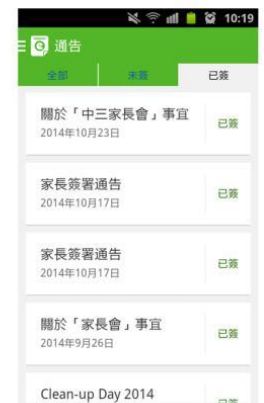 10:19
通告
全部
未簽
已簽
關於「中三家長會」事宜
2014年10月23日
已簽
家長簽署通告
2014年10月17日
已簽
家長簽署通告
2014年10月17日
已簽
關於「家長會」事宜
2014年9月26日
已簽
Clean-up Day 2014
已簽